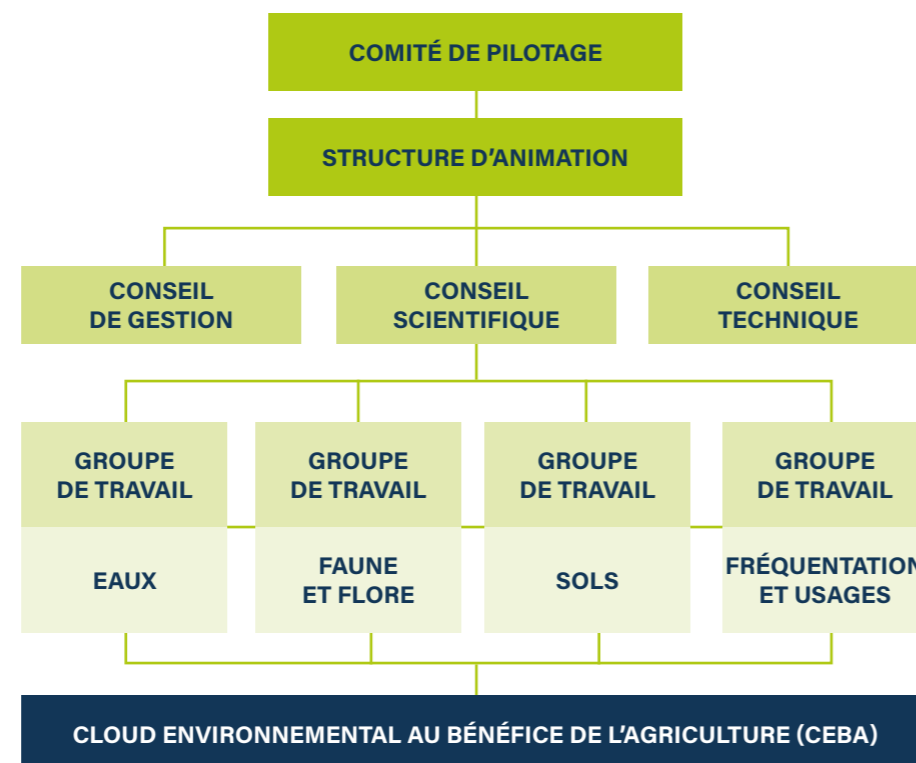 COMITÉ DE PILOTAGE
STRUCTURE D'ANIMATION
CONSEIL
DE GESTION
CONSEIL
SCIENTIFIQUE
CONSEIL
TECHNIQUE
GROUPE
DE TRAVAIL
GROUPE
DE TRAVAIL
GROUPE
DE TRAVAIL
GROUPE
DE TRAVAIL
EAUX
FAUNE
ET FLORE
SOLS
FRÉQUENTATION
ET USAGES
CLOUD ENVIRONNEMENTAL AU BÉNÉFICE DE L'AGRICULTURE (CEBA)